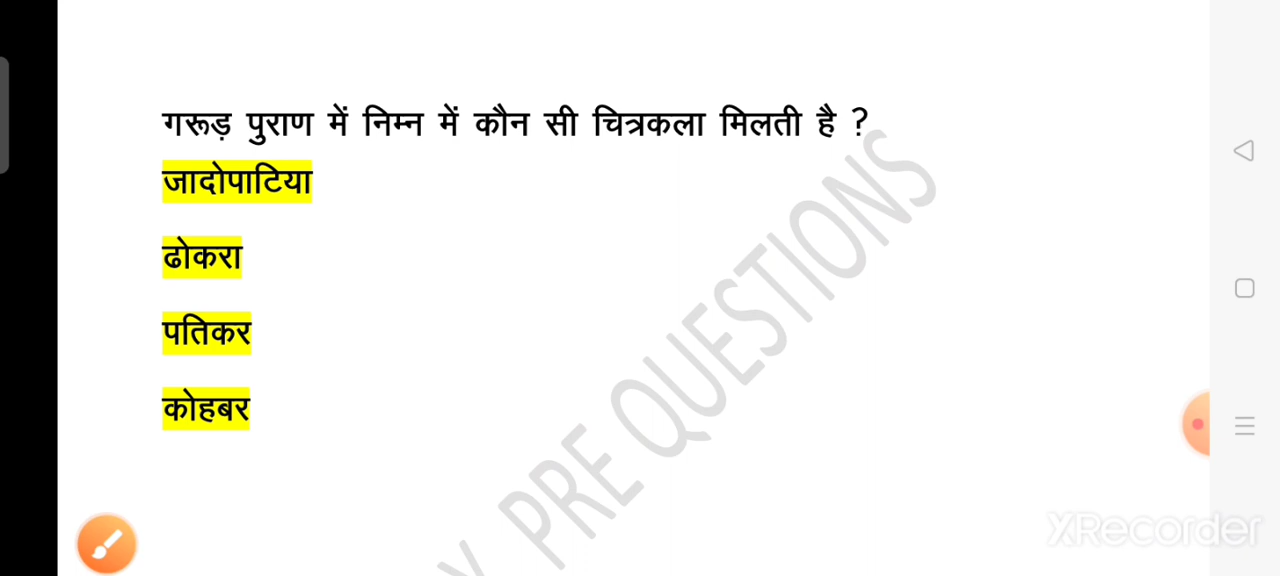 गरूड़ पुराण में निम्न में कौन सी चित्रकला मिलती है ?
जादोपाटिया
ढोकरा
पतिकर
कोहबर
PRE QUESTIONS
XRecorder